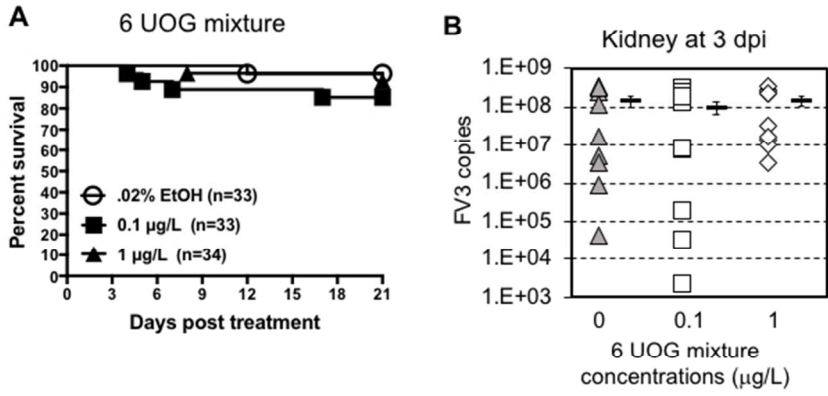 A
6 UOG mixture
Percent survival
100
90
80
70
60
50
40
30
20
10
0
.02% EtOH (n=33)
0.1 µg/L (n=33)
1 µg/L (n=34)
0 3 6 9 12 15 18 21
Days post treatment
B
Kidney at 3 dpi
FV3 copies
1.E+09
1.E+08
1.E+07
1.E+06
1.E+05
1.E+04
1.E+03
0 0.1 1
6 UOG mixture
concentrations (µg/L)